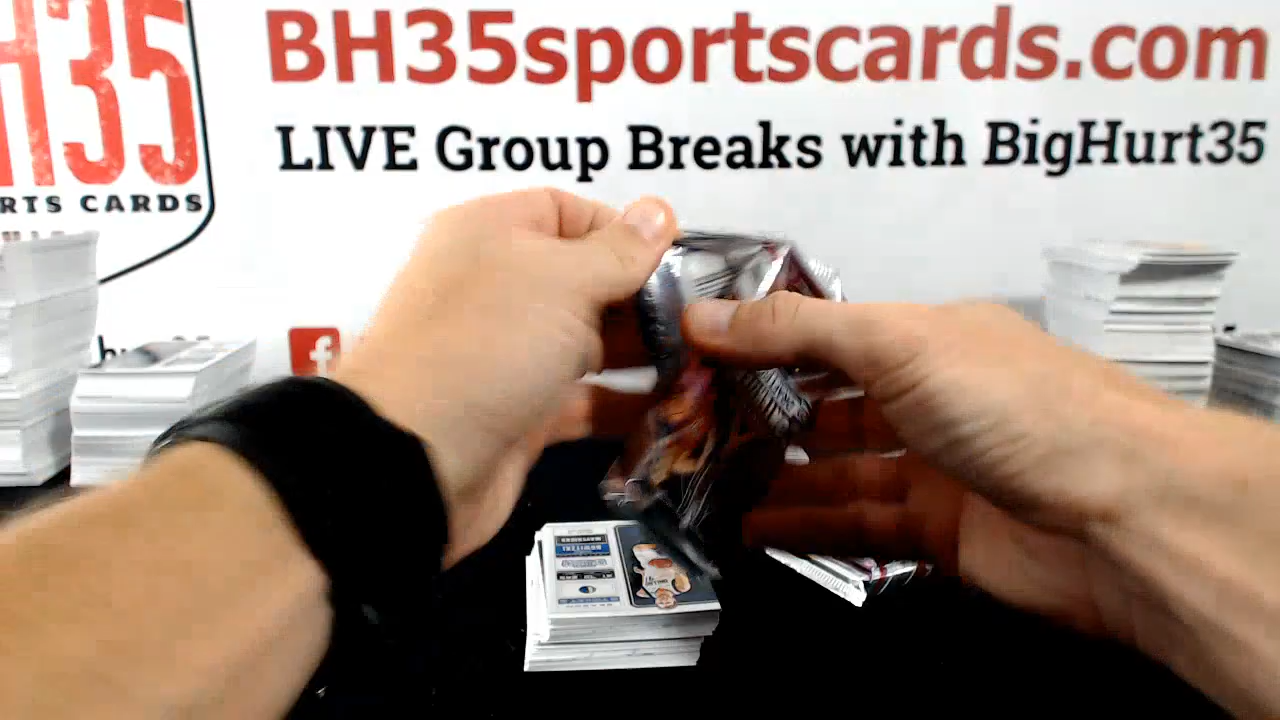 BH35sportscards.com
LIVE Group Breaks with BigHurt35
H35
RTS CARDS
f